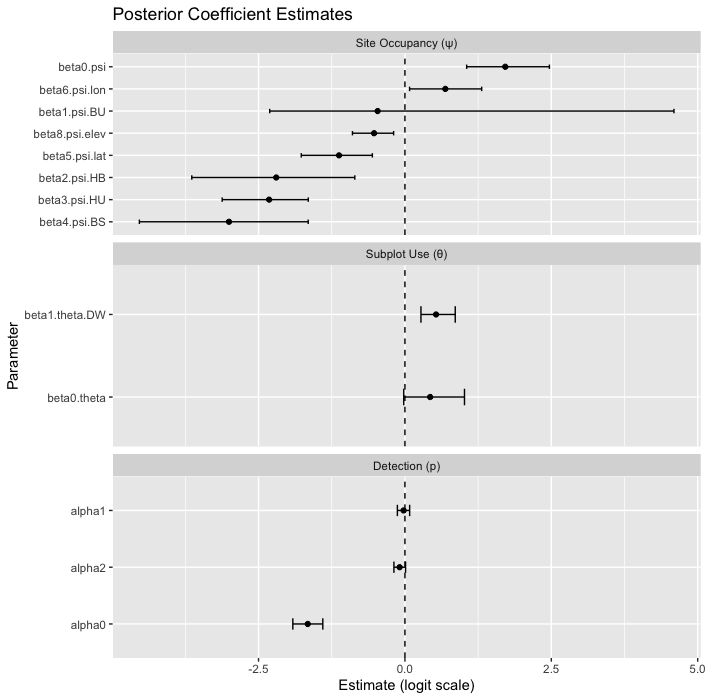 Posterior Coefficient Estimates
Site Occupancy (ψ)
beta0.psi
beta6.psi.lon
beta1.psi.BU
beta8.psi.elev
beta5.psi.lat
beta2.psi.HB
beta3.psi.HU
beta4.psi.BS
Subplot Use (θ)
beta1.theta.DW
beta0.theta
Parameter
Detection (p)
alpha1
alpha2
alpha0
-2.5 0.0 2.5 5.0
Estimate (logit scale)